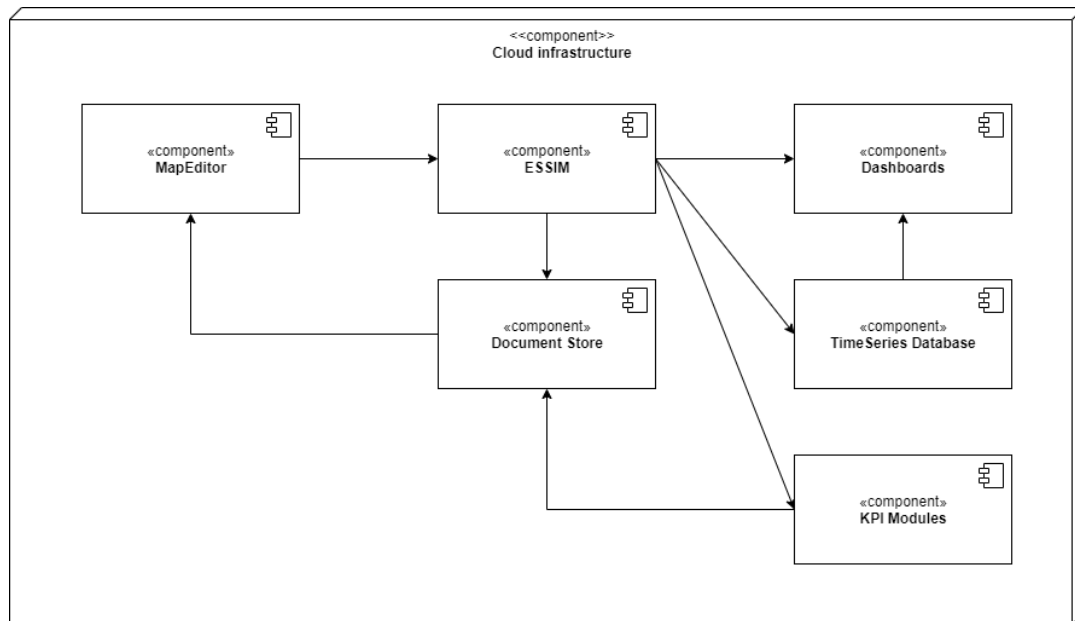 <<component>>
Cloud infrastructure
«component»
MapEditor
«component»
ESSIM
«component»
Dashboards
«component»
Document Store
«component»
TimeSeries Database
«component»
KPI Modules